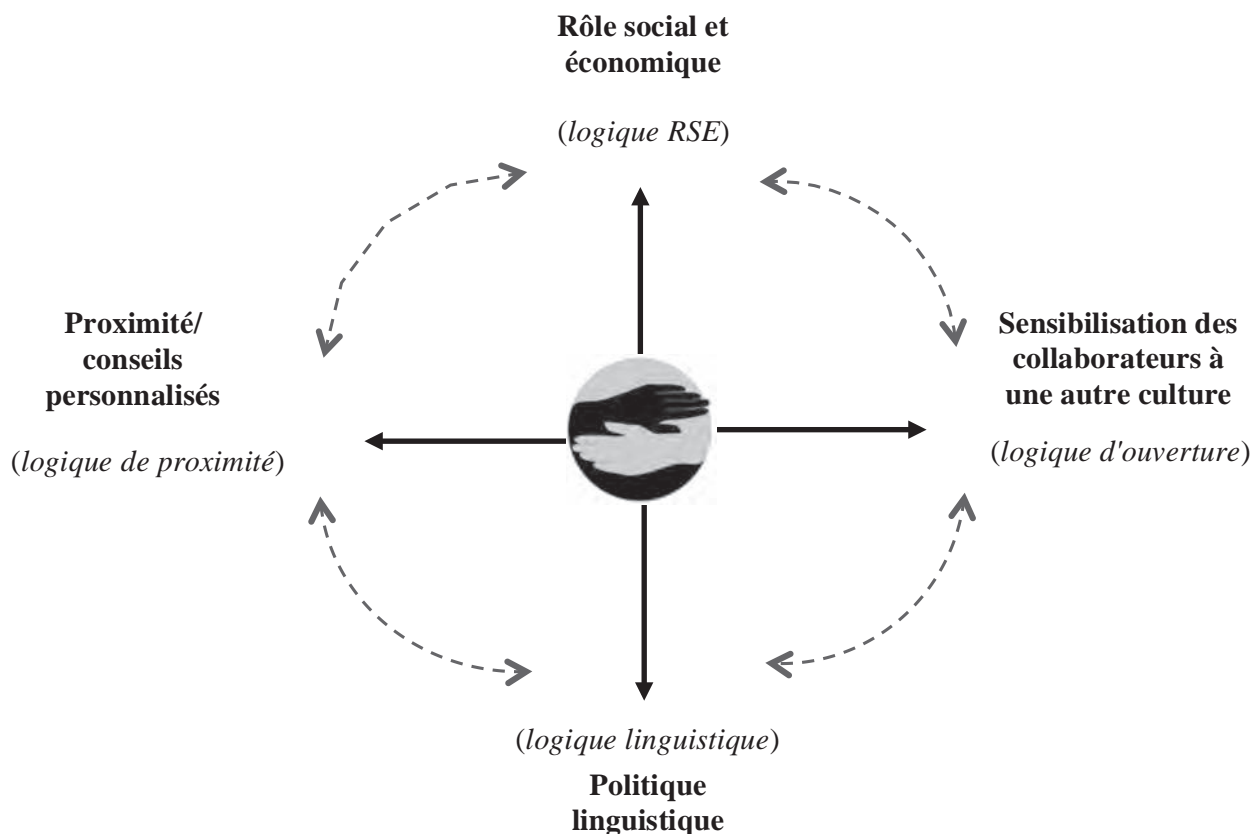 Rôle social et
économique
(logique RSE)
Proximité/
conseils
personnalisés
(logique de proximité)
Sensibilisation des
collaborateurs à
une autre culture
(logique d'ouverture)
(logique linguistique)
Politique
linguistique